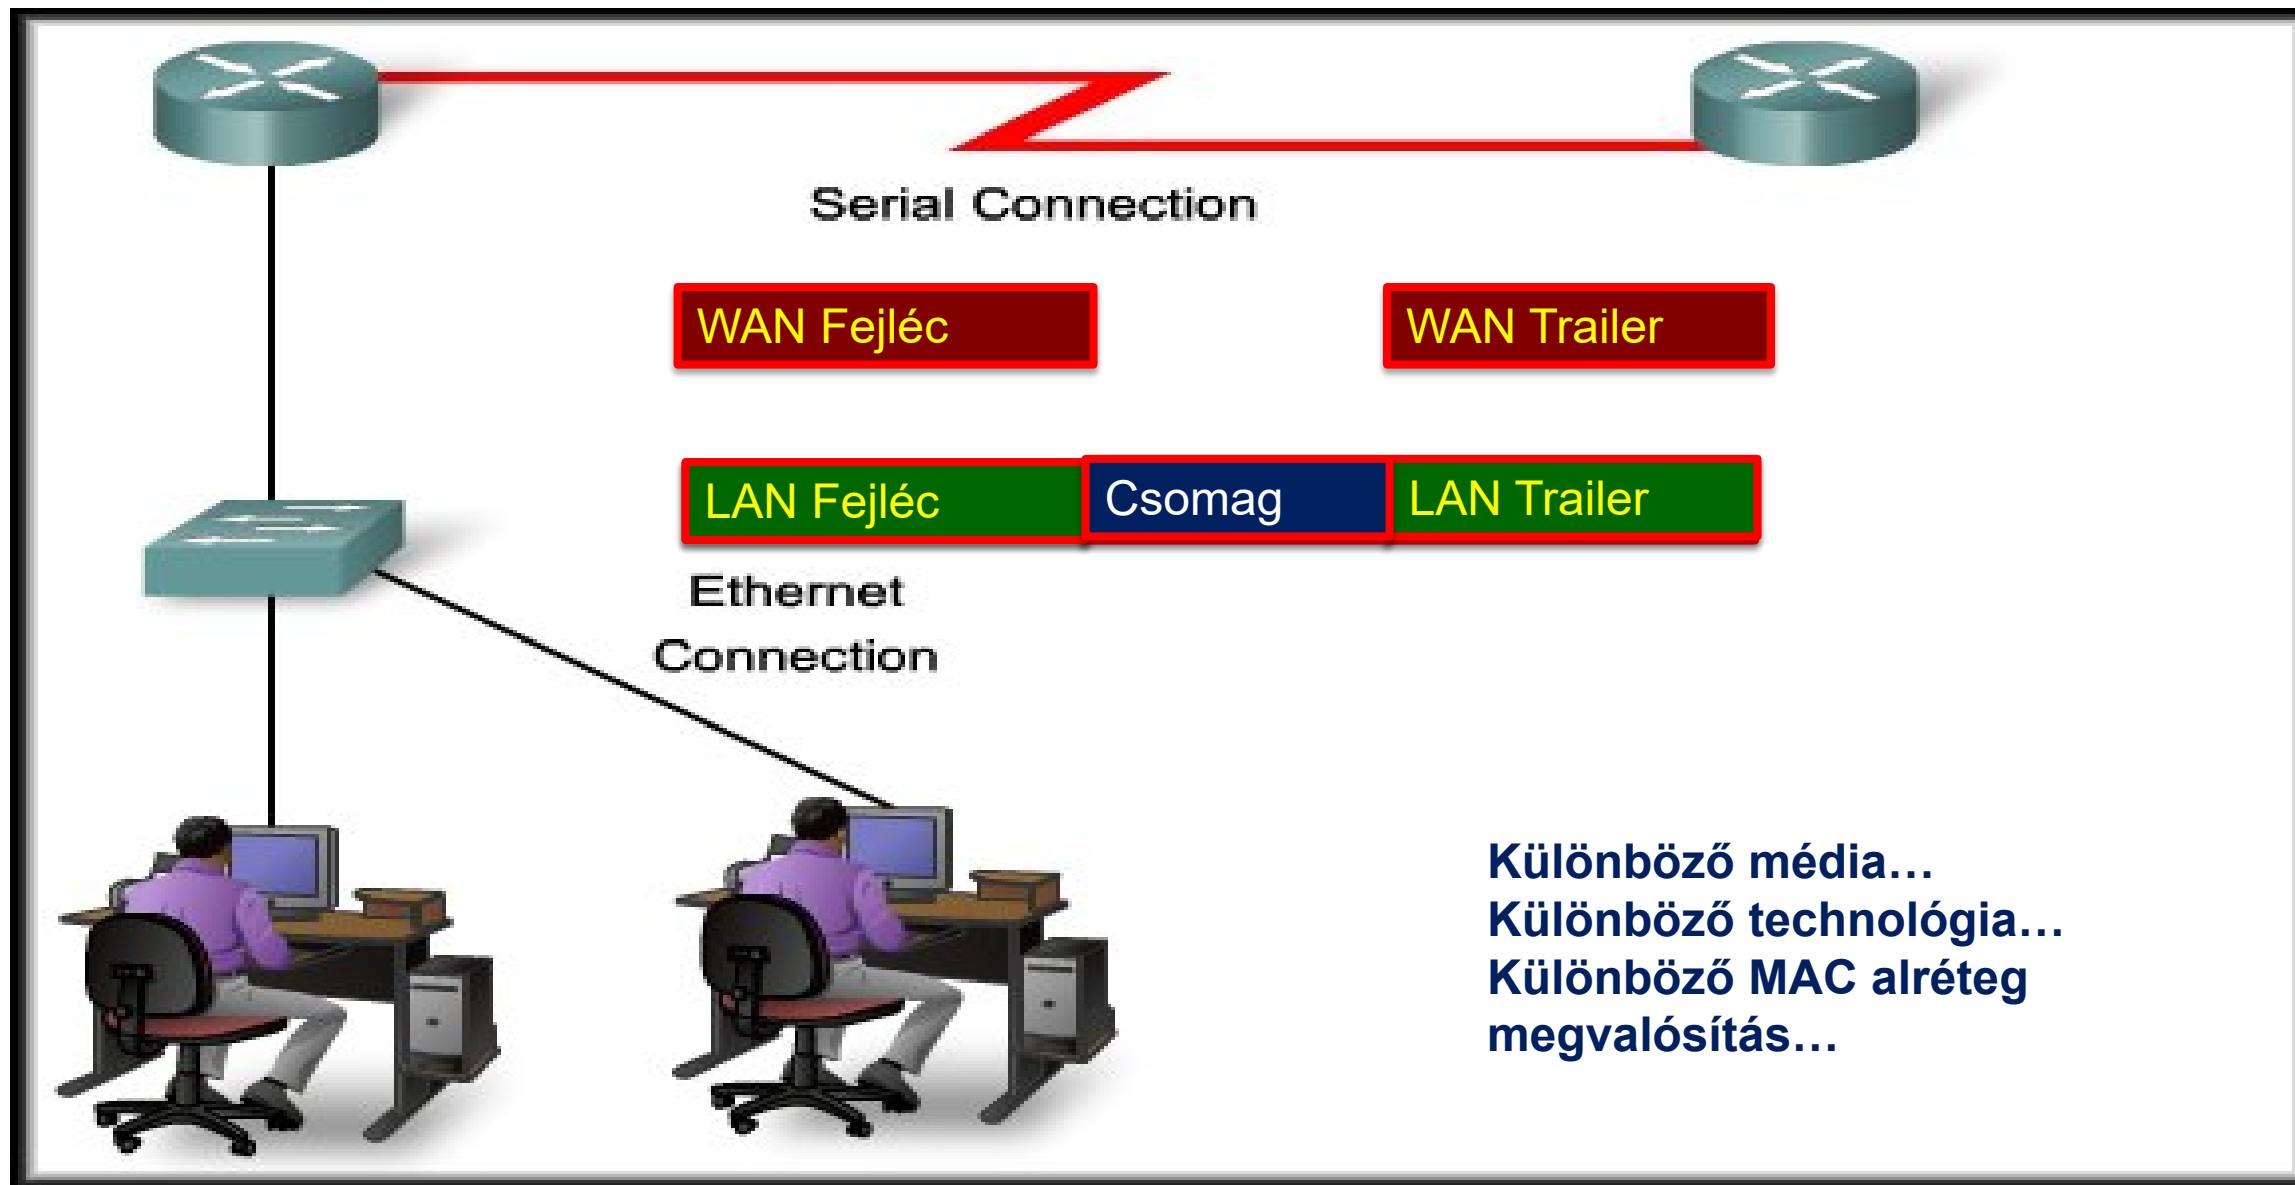 Serial Connection
WAN Fejléc
WAN Trailer
LAN Fejléc
Csomag
LAN Trailer
Ethernet
Connection
Különböző média…
Különböző technológia…
Különböző MAC alréteg
megvalósítás…